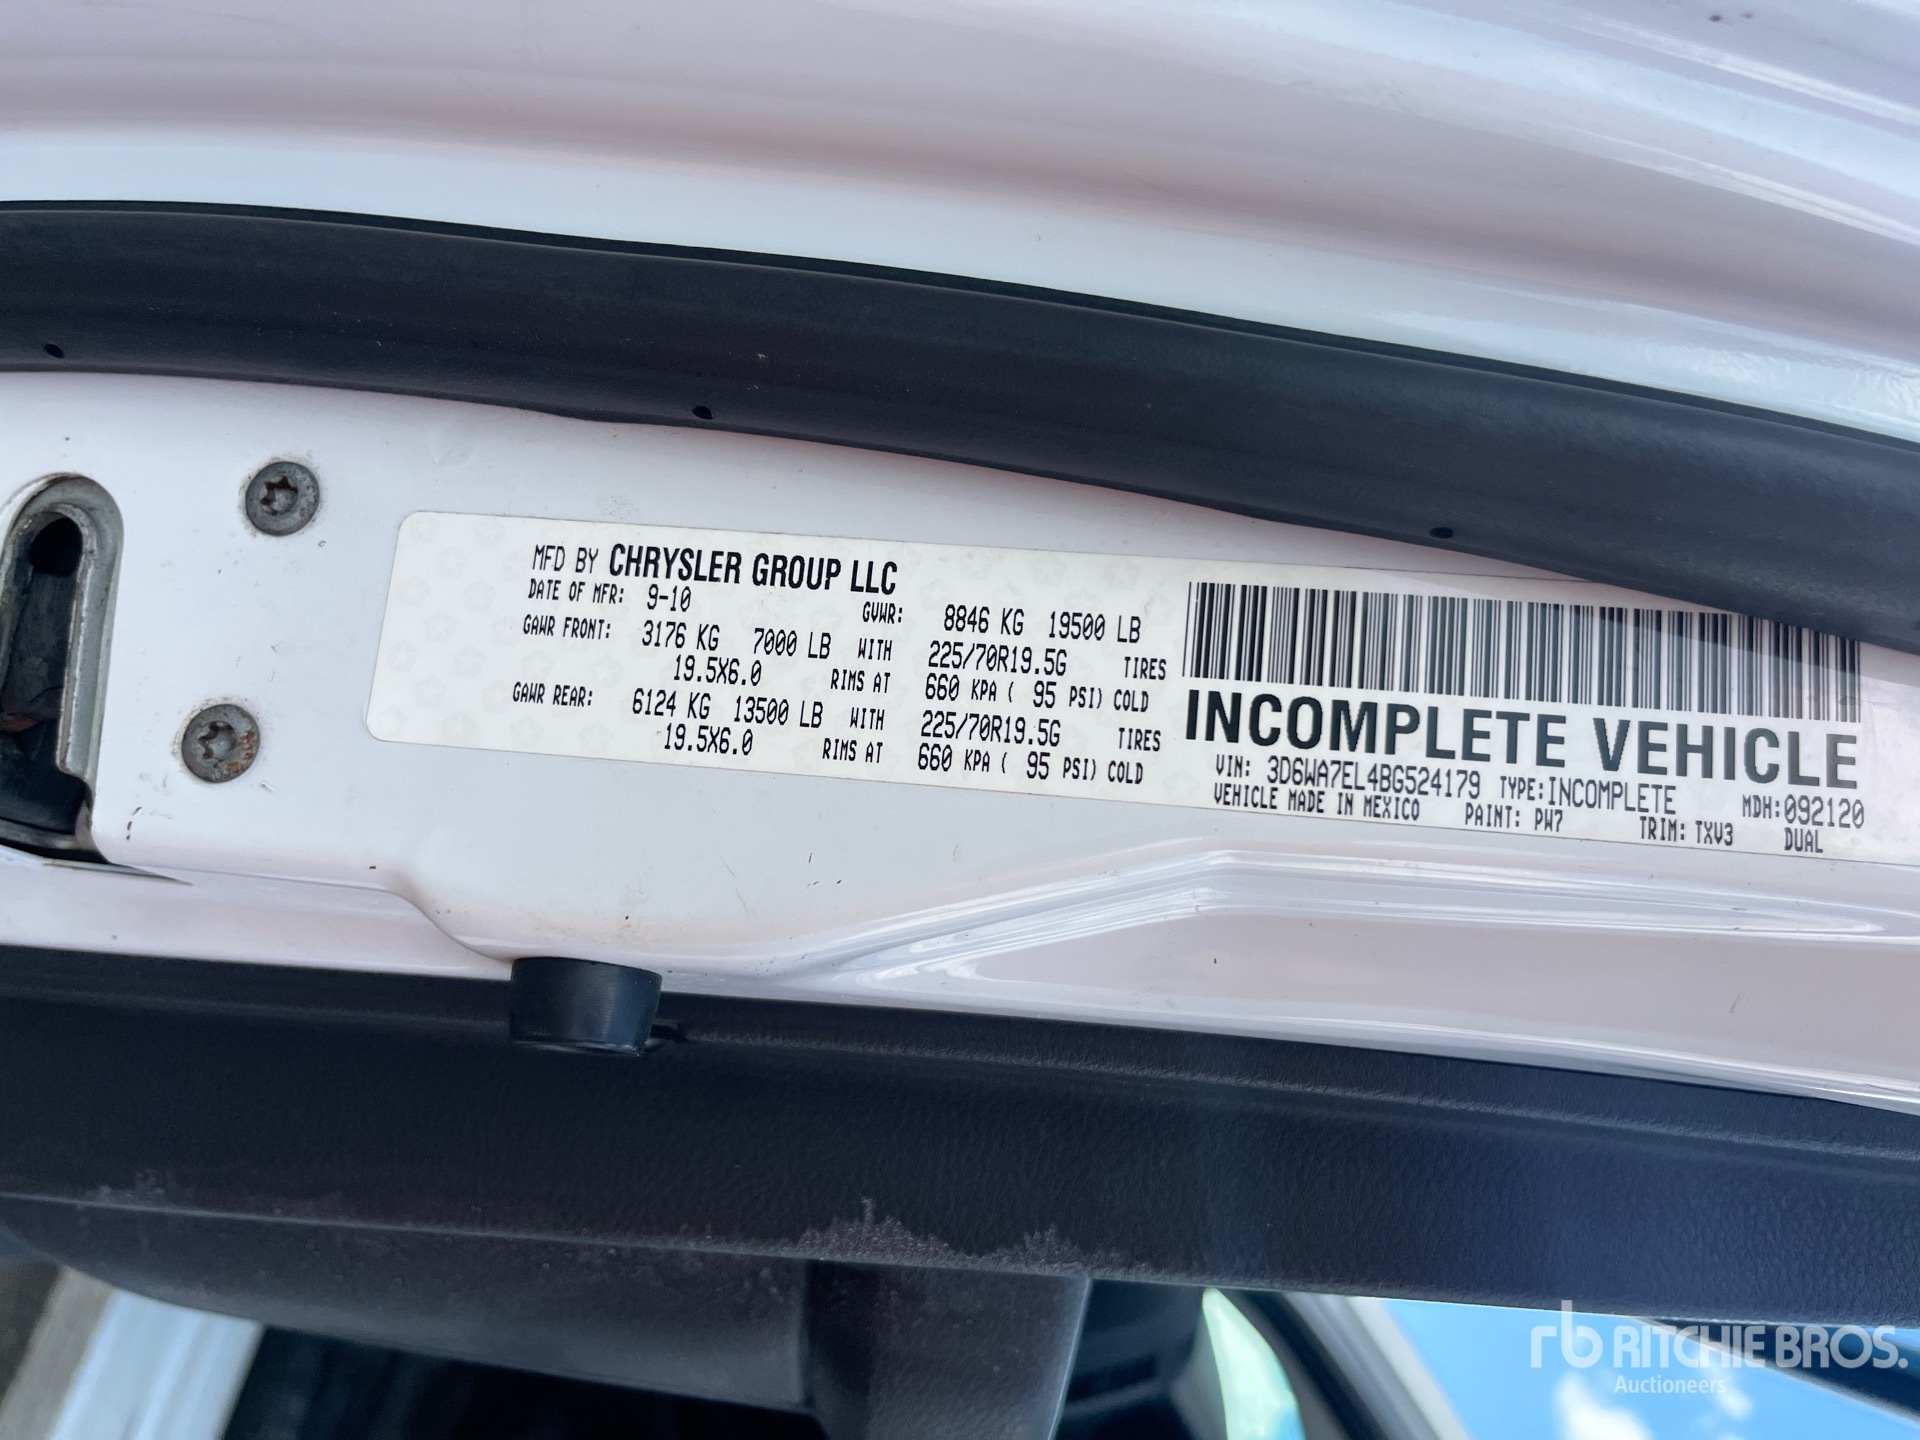 MFD BY CHRYSLER GROUP LLC
DATE OF MFR: 9-10 GVWR: 8846 KG 19500 LB
GAWR FRONT: 3176 KG 7000 LB WITH 225/70R19.5G TIRES
19.5X6.0 RIMS AT 660 KPA ( 95 PSI) COLD
GAWR REAR: 6124 KG 13500 LB WITH 225/70R19.5G TIRES
19.5X6.0 RIMS AT 660 KPA ( 95 PSI) COLD
INCOMPLETE VEHICLE
VIN: 3D6WA7EL4BG524179 TYPE:INCOMPLETE MDH:092120
VEHICLE MADE IN MEXICO PAINT: PW7 TRIM: TXV3 DUAL
rb RITCHIE BROS.
Auctioneers